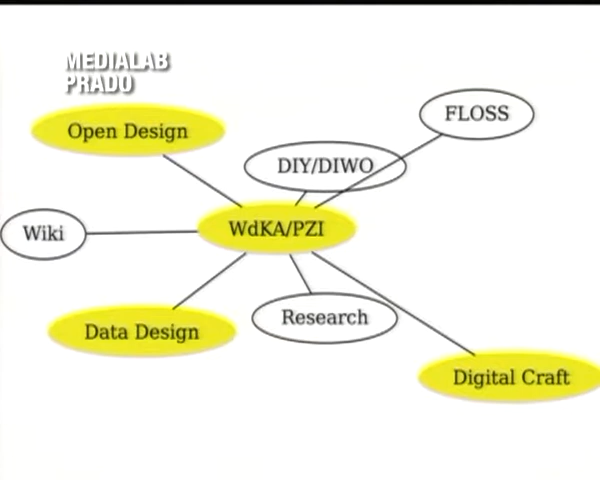 MEDIALAB
PRADO
FLOSS
Open Design
DIY/DIWO
WdKA/PZI
Wiki
Research
Data Design
Digital Craft